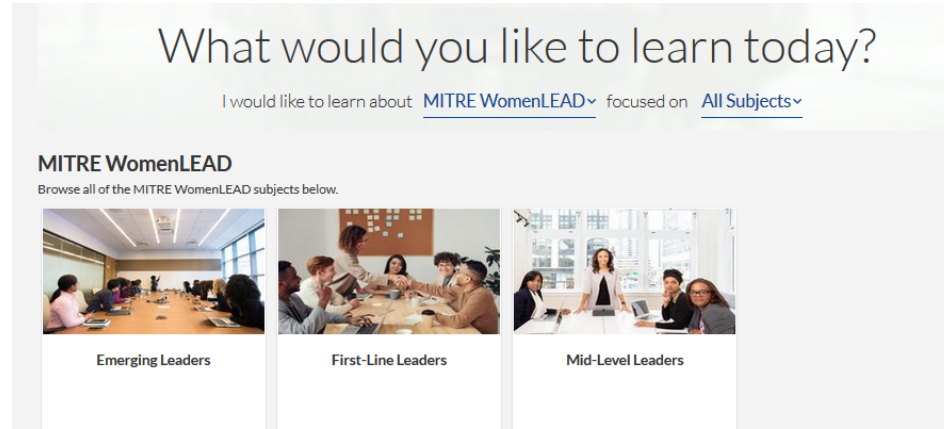 What would you like to learn today?
I would like to learn about MITRE WomenLEAD focused on All Subjects
MITRE WomenLEAD
Browse all of the MITRE WomenLEAD subjects below.
Emerging Leaders
First-Line Leaders
Mid-Level Leaders